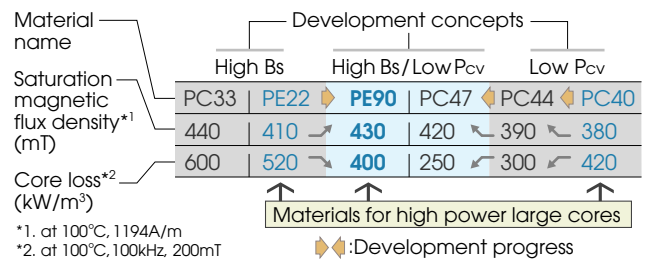 Material name
Development concepts
High Bs
High Bs/Low Pcv
Low Pcv
Saturation magnetic flux density*1 (mT)
PC33 | PE22 PE90 | PC47 PC44 PC40
440 | 410 430 | 420 390 380
600 | 520 400 | 250 300 420
Core loss*2 (kW/m³)
Materials for high power large cores
*1. at 100°C, 1194A/m
*2. at 100°C,100kHz, 200mT
:Development progress